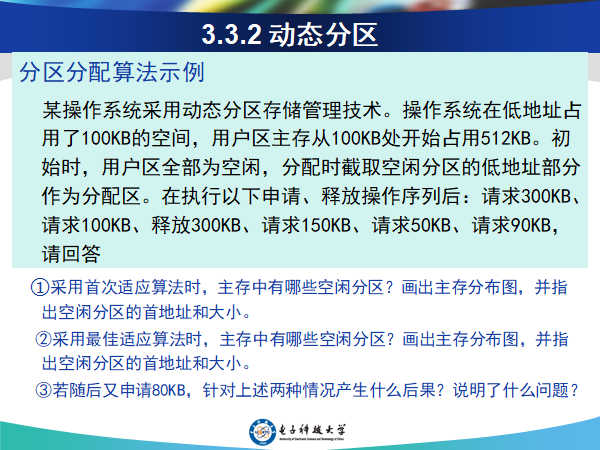 3.3.2 动态分区
分区分配算法示例
某操作系统采用动态分区存储管理技术。操作系统在低地址占
用了100KB的空间，用户区主存从100KB处开始占用512KB。初
始时，用户区全部为空闲，分配时截取空闲分区的低地址部分
作为分配区。在执行以下申请、释放操作序列后：请求300KB、
请求100KB、释放300KB、请求150KB、请求50KB、请求90KB，
请回答
①采用首次适应算法时，主存中有哪些空闲分区？画出主存分布图，并指
出空闲分区的首地址和大小。
②采用最佳适应算法时，主存中有哪些空闲分区？画出主存分布图，并指
出空闲分区的首地址和大小。
③若随后又申请80KB，针对上述两种情况产生什么后果？说明了什么问题？
电子科技大学
University of Electronic Science and Technology of China